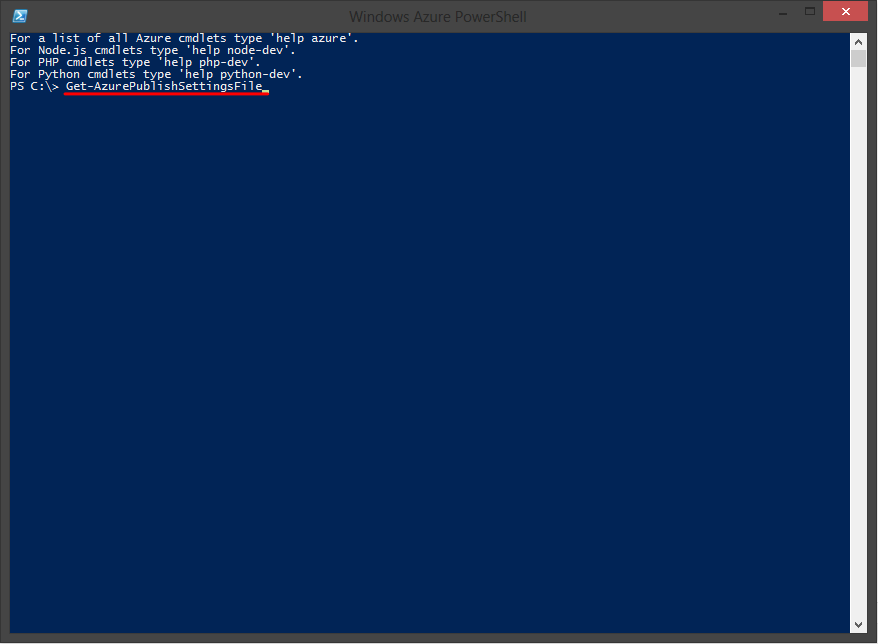 Windows Azure PowerShell
For a list of all Azure cmdlets type 'help azure'.
For Node.js cmdlets type 'help node-dev'.
For PHP cmdlets type 'help php-dev'.
For Python cmdlets type 'help python-dev'.
PS C:\> Get-AzurePublishSettingsFile_